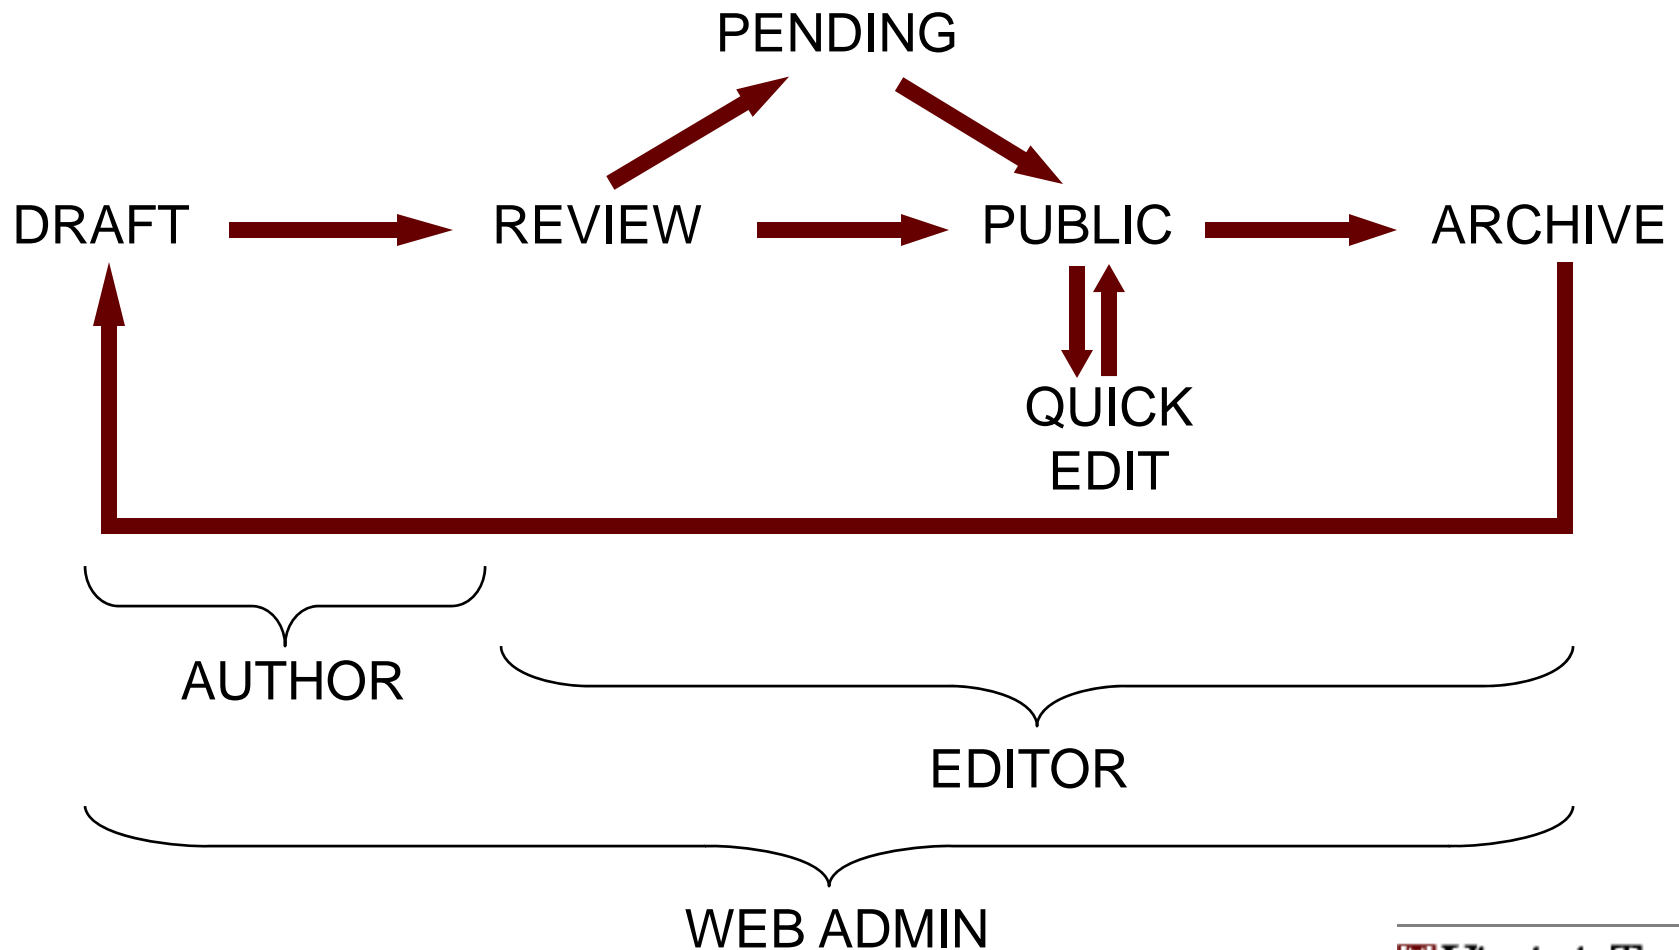 PENDING
DRAFT
REVIEW
PUBLIC
ARCHIVE
QUICK
EDIT
AUTHOR
EDITOR
WEB ADMIN